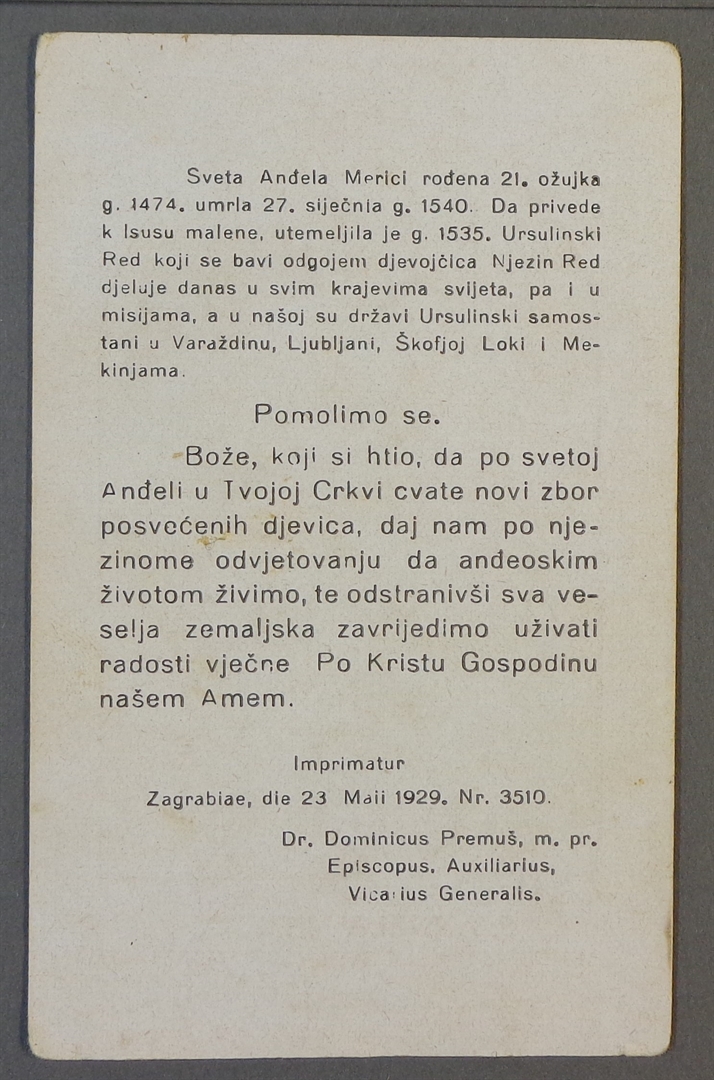 Sveta Anđela Merici rođena 21. ožujka
g. 1474. umrla 27. siječnla g. 1540. Da privede
k Isusu malene, utemeljila je g. 1535. Ursulinski
Red koji se bavi odgojem djevojčica Njezin Red
djeluje danas u svim krajevima svijeta, pa i u
misijama, a u našoj su državi Ursulinski samos-
tani u Varaždinu, Ljubljani, Škofjoj Loki i Me-
kinjama.
Pomolimo se.
Bože, koji si htio, da po svetoj
Anđeli u Tvojoj Crkvi cvate novi zbor
posvećenih djevica, daj nam po nje-
zinome odvjetovanju da anđeoskim
životom živimo, te odstranivši sva ve-
selja zemaljska zavrijedimo uživati
radosti vječne Po Kristu Gospodinu
našem Amem.
Imprimatur
Zagrabiae, die 23 Maii 1929. Nr. 3510.
Dr. Dominicus Premuš, m. pr.
Episcopus. Auxiliarius,
Vicarius Generalis.